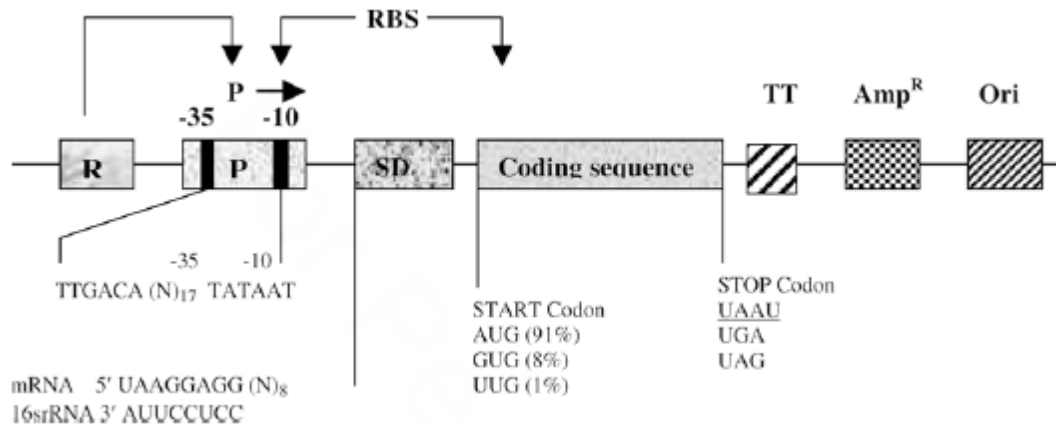 RBS
P
TT Amp^R Ori
-35 -10
R P SD Coding sequence
-35 -10
TTGACA (N)17 TATAAT
START Codon
AUG (91%)
GUG (8%)
UUG (1%)
STOP Codon
UAAU
UGA
UAG
mRNA 5′ UAAGGAGG (N)8
16srRNA 3′ AUUCCUCC